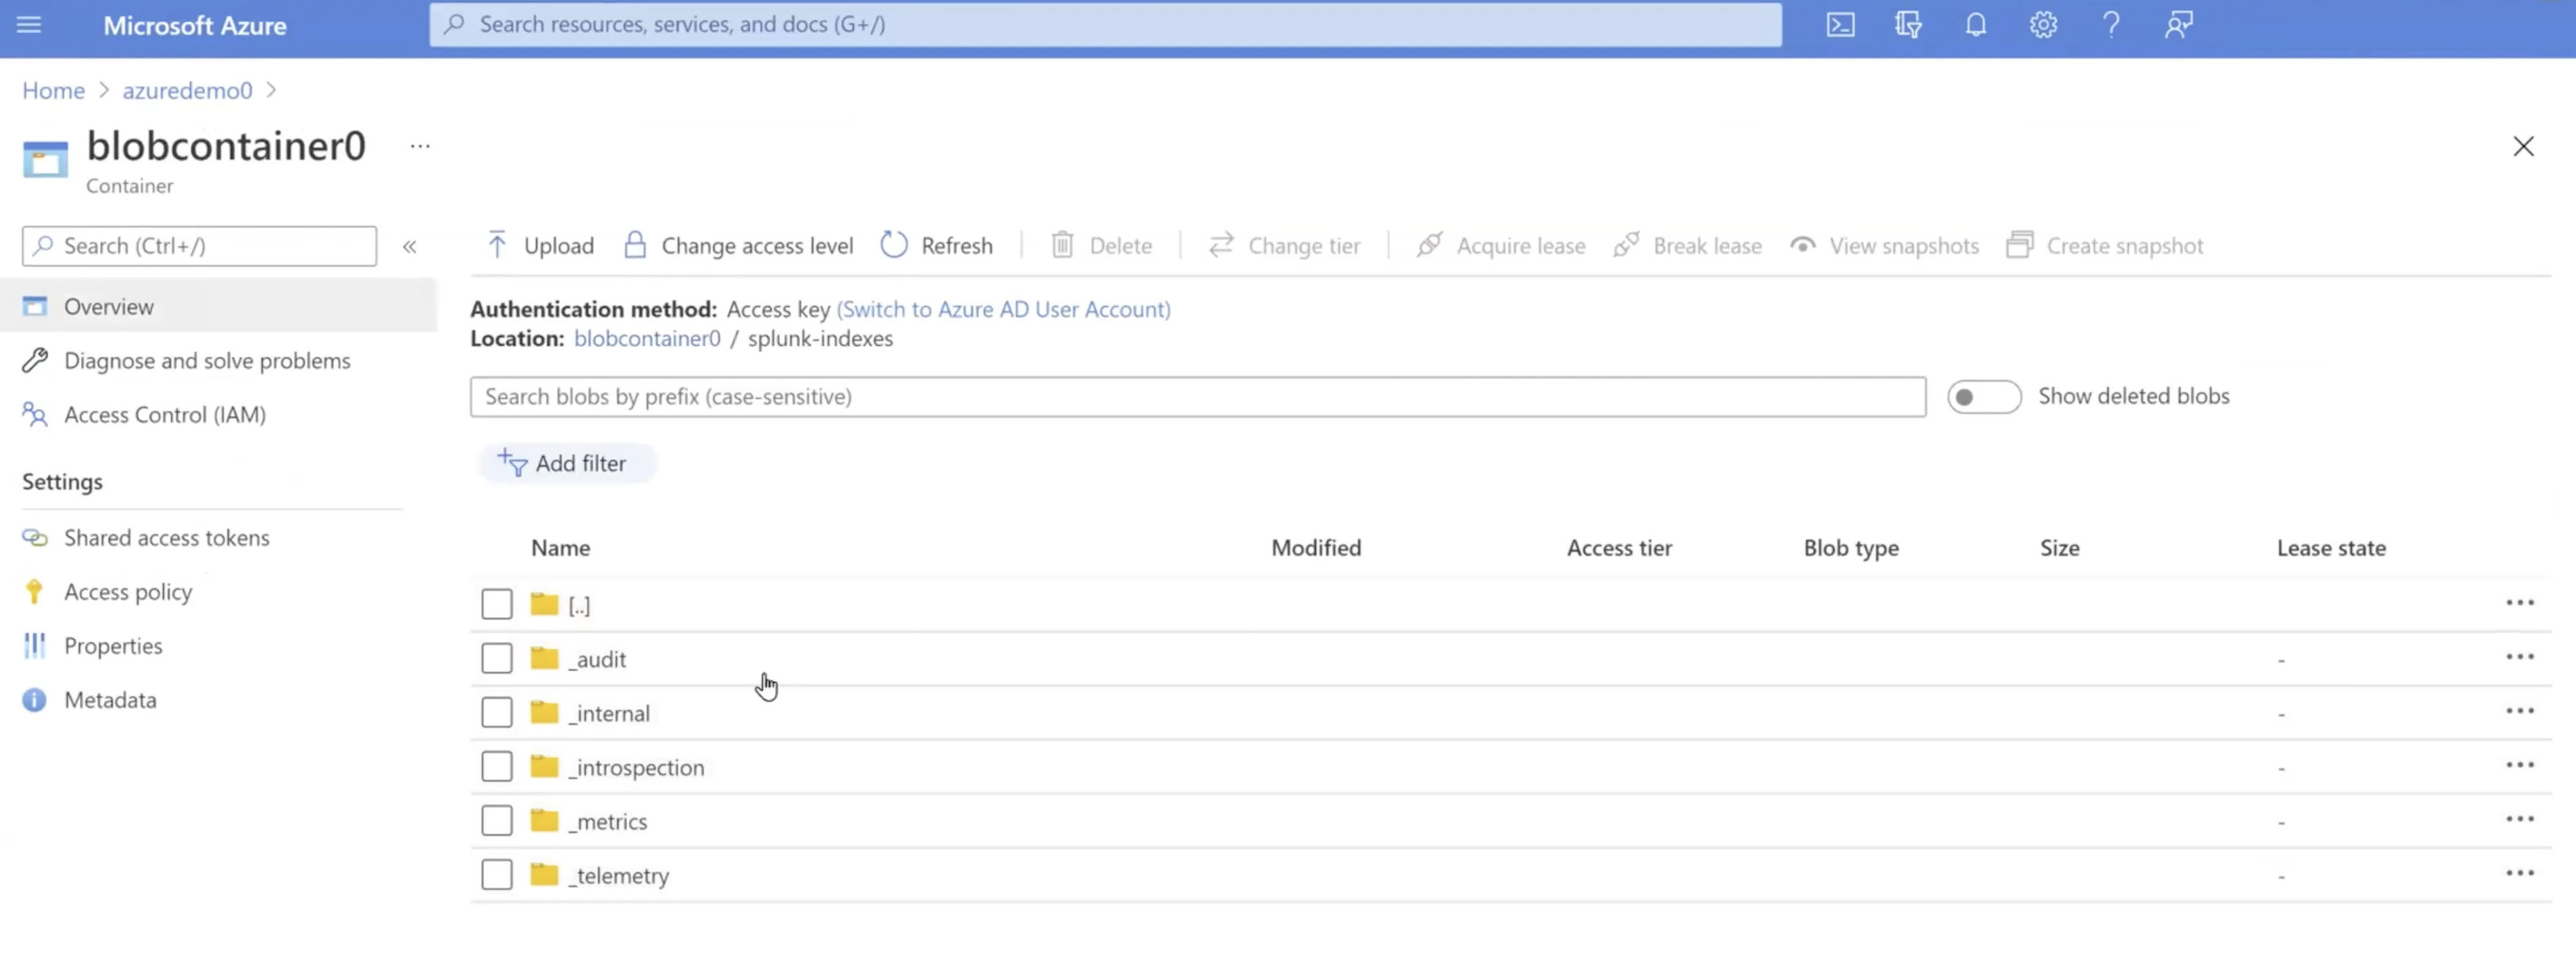 Microsoft Azure
Search resources, services, and docs (G+/)
Home > azuredemo0 >
blobcontainer0 ...
Container
Search (Ctrl+/) «
Overview
Diagnose and solve problems
Access Control (IAM)
Settings
Shared access tokens
Access policy
Properties
Metadata
Upload Change access level Refresh Delete Change tier Acquire lease Break lease View snapshots Create snapshot
Authentication method: Access key (Switch to Azure AD User Account)
Location: blobcontainer0 / splunk-indexes
Search blobs by prefix (case-sensitive) Show deleted blobs
Add filter
Name Modified Access tier Blob type Size Lease state
[..] ...
_audit - ...
_internal - ...
_introspection - ...
_metrics - ...
_telemetry - ...